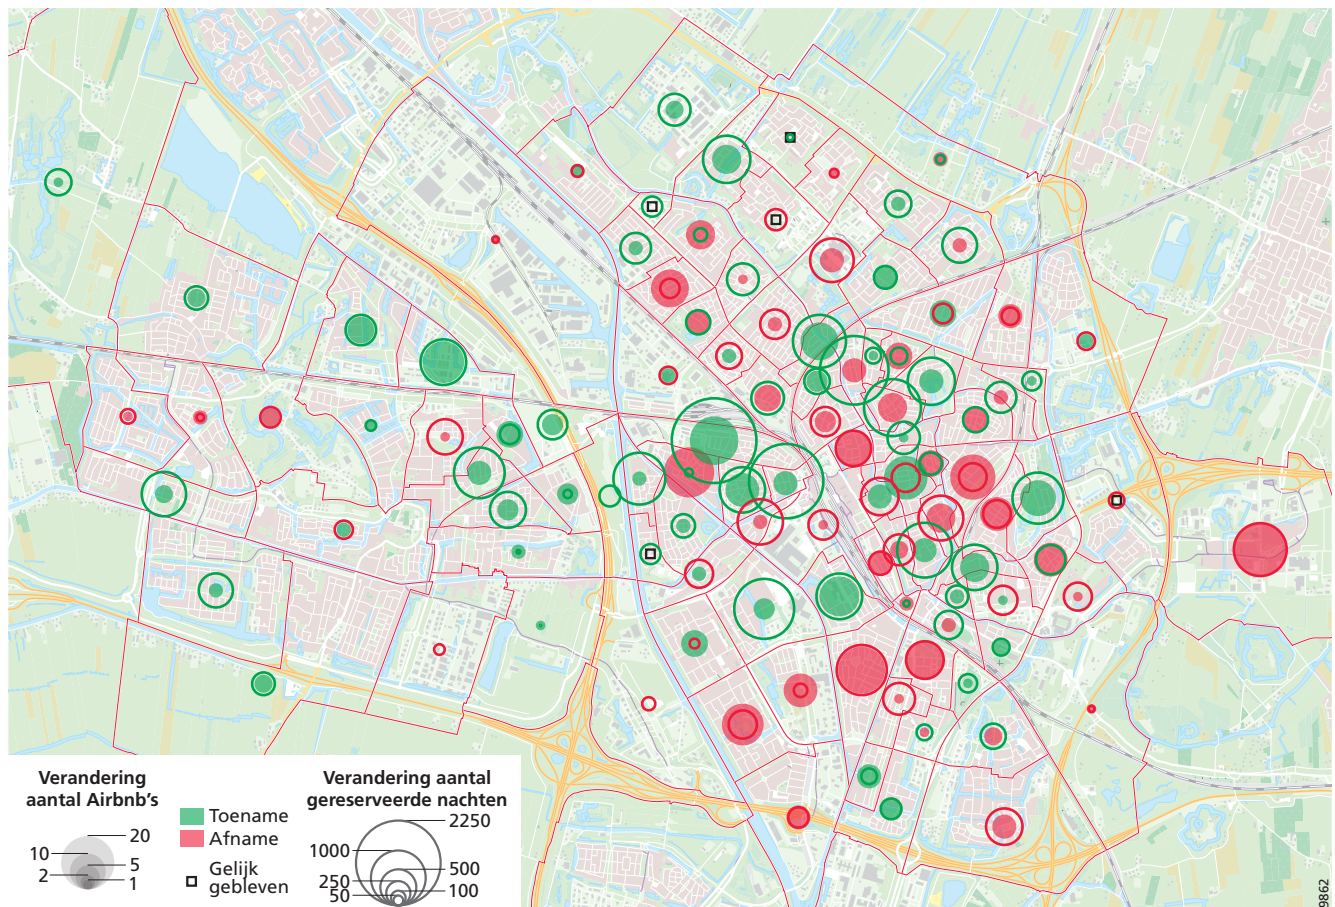 Verandering
aantal Airbnb's
20
10
5
2
1
Toename
Afname
Gelijk
gebleven
Verandering aantal
gereserveerde nachten
2250
1000
500
250
100
50
9862